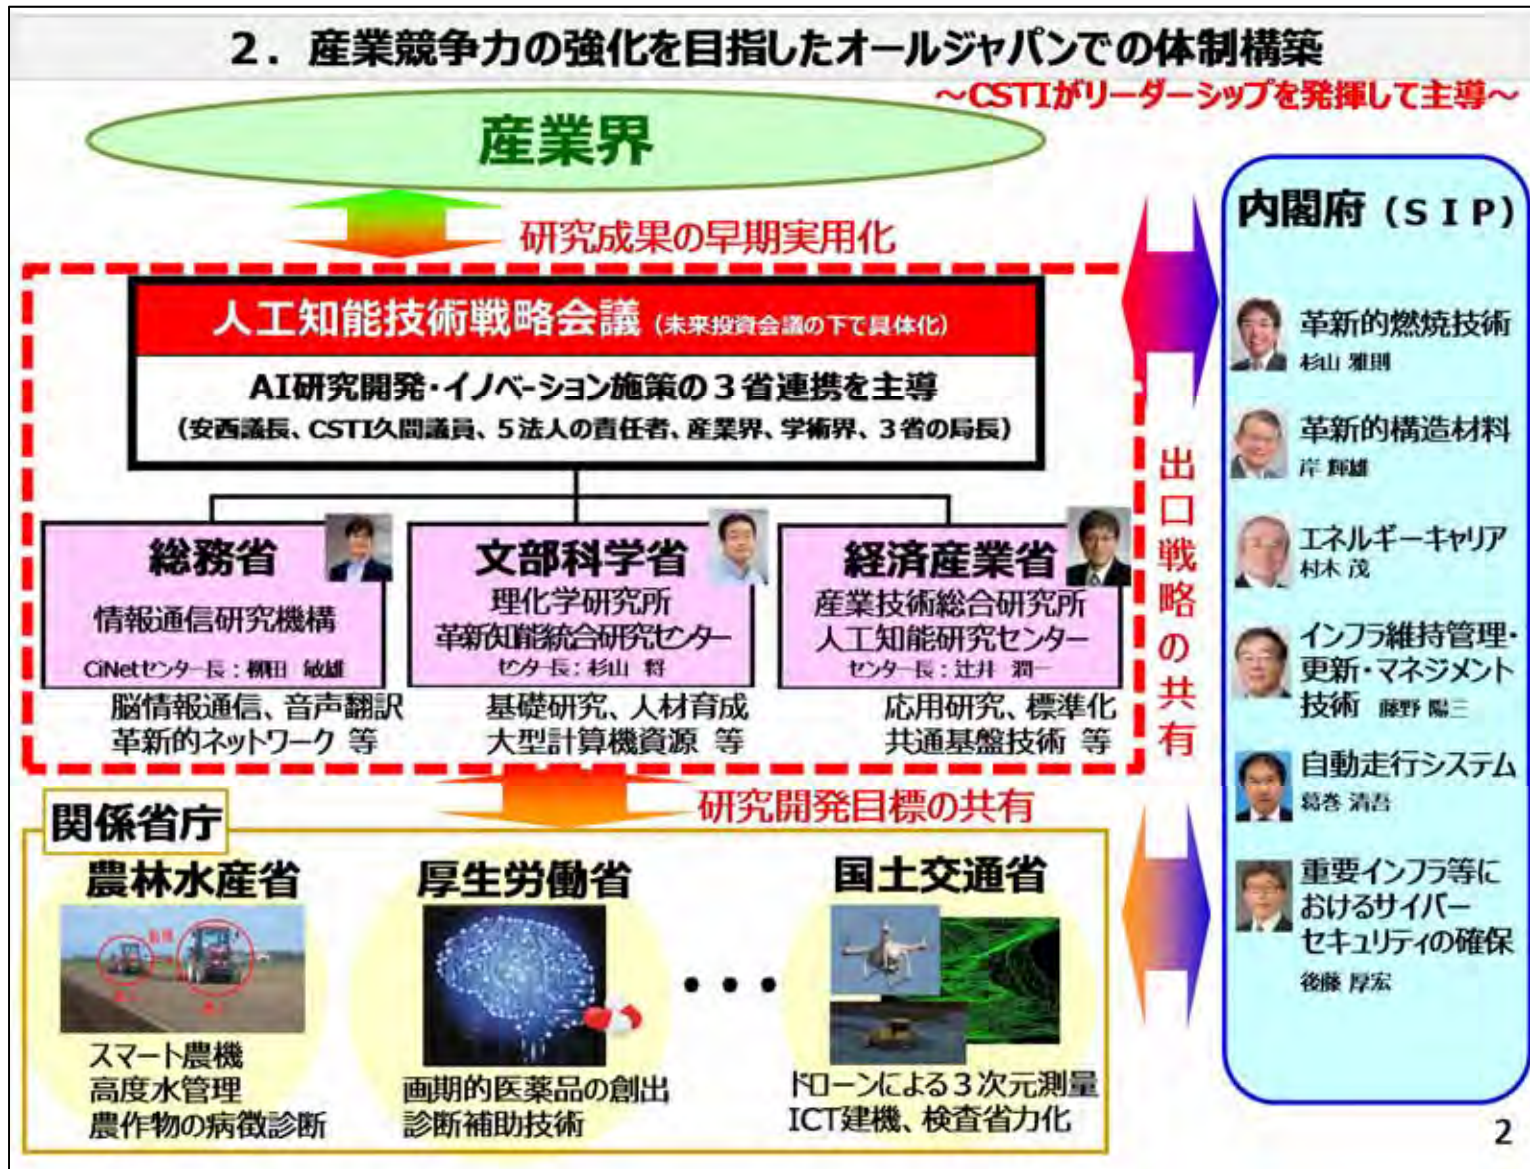 2．産業競争力の強化を目指したオールジャパンでの体制構築
～CSTIがリーダーシップを発揮して主導～
産業界
研究成果の早期実用化
人工知能技術戦略会議（未来投資会議の下で具体化）
AI研究開発・イノベーション施策の３省連携を主導
（安西議長、CSTI久間議員、５法人の責任者、産業界、学術界、３省の局長）
総務省
情報通信研究機構
CiNetセンター長：柳田 敏雄
脳情報通信、音声翻訳
革新的ネットワーク 等
文部科学省
理化学研究所
革新知能統合研究センター
センター長：杉山 将
基礎研究、人材育成
大型計算機資源 等
経済産業省
産業技術総合研究所
人工知能研究センター
センター長：辻井 潤一
応用研究、標準化
共通基盤技術 等
出口戦略の共有
研究開発目標の共有
関係省庁
農林水産省
スマート農機
高度水管理
農作物の病徴診断
厚生労働省
画期的医薬品の創出
診断補助技術
・・・
国土交通省
ドローンによる３次元測量
ICT建機、検査省力化
内閣府（ＳＩＰ）
革新的燃焼技術
杉山 雅則
革新的構造材料
岸 輝雄
エネルギーキャリア
村木 茂
インフラ維持管理・
更新・マネジメント
技術 藤野 陽三
自動走行システム
葛巻 清吾
重要インフラ等に
おけるサイバー
セキュリティの確保
後藤 厚宏
2